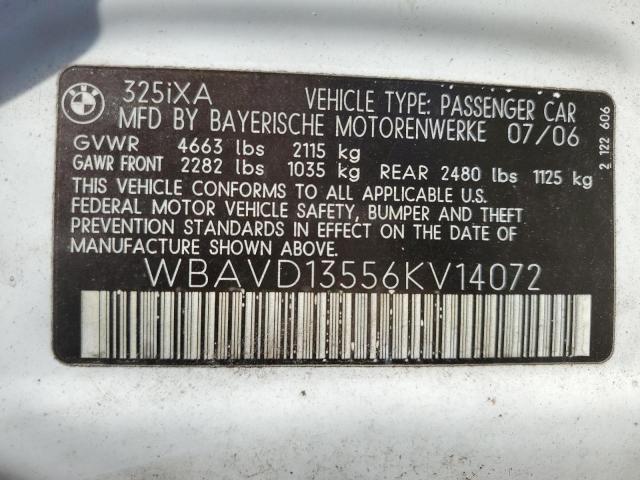 BMW
325iXA VEHICLE TYPE: PASSENGER CAR
MFD BY BAYERISCHE MOTORENWERKE 07/06
GVWR 4663 lbs 2115 kg
GAWR FRONT 2282 lbs 1035 kg REAR 2480 lbs 1125 kg
THIS VEHICLE CONFORMS TO ALL APPLICABLE U.S.
FEDERAL MOTOR VEHICLE SAFETY, BUMPER AND THEFT
PREVENTION STANDARDS IN EFFECT ON THE DATE OF
MANUFACTURE SHOWN ABOVE.
WBAVD13556KV14072
2 122 606